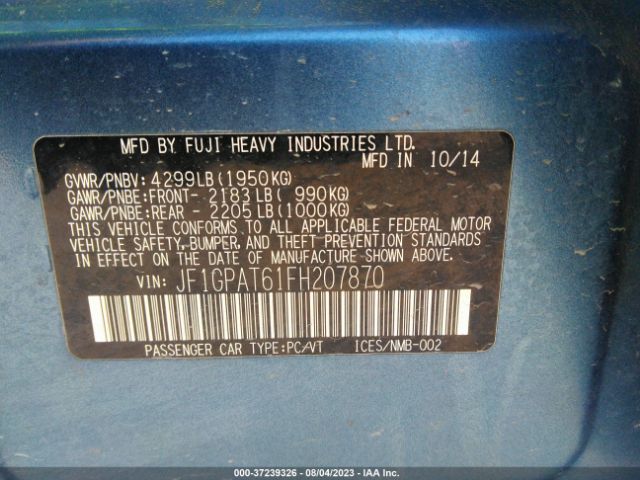 MFD BY FUJI HEAVY INDUSTRIES LTD.
MFD IN 10/14
GVWR/PNBV: 4299LB (1950KG)
GAWR/PNBE:FRONT- 2183 LB ( 990KG)
GAWR/PNBE:REAR - 2205 LB (1000KG)
THIS VEHICLE CONFORMS TO ALL APPLICABLE FEDERAL MOTOR
VEHICLE SAFETY, BUMPER, AND THEFT PREVENTION STANDARDS
IN EFFECT ON THE DATE OF MANUFACTURE SHOWN ABOVE.
VIN: JF1GPAT61FH207870
PASSENGER CAR TYPE:PC/VT ICES/NMB-002
000-37239326 - 08/04/2023 - IAA Inc.